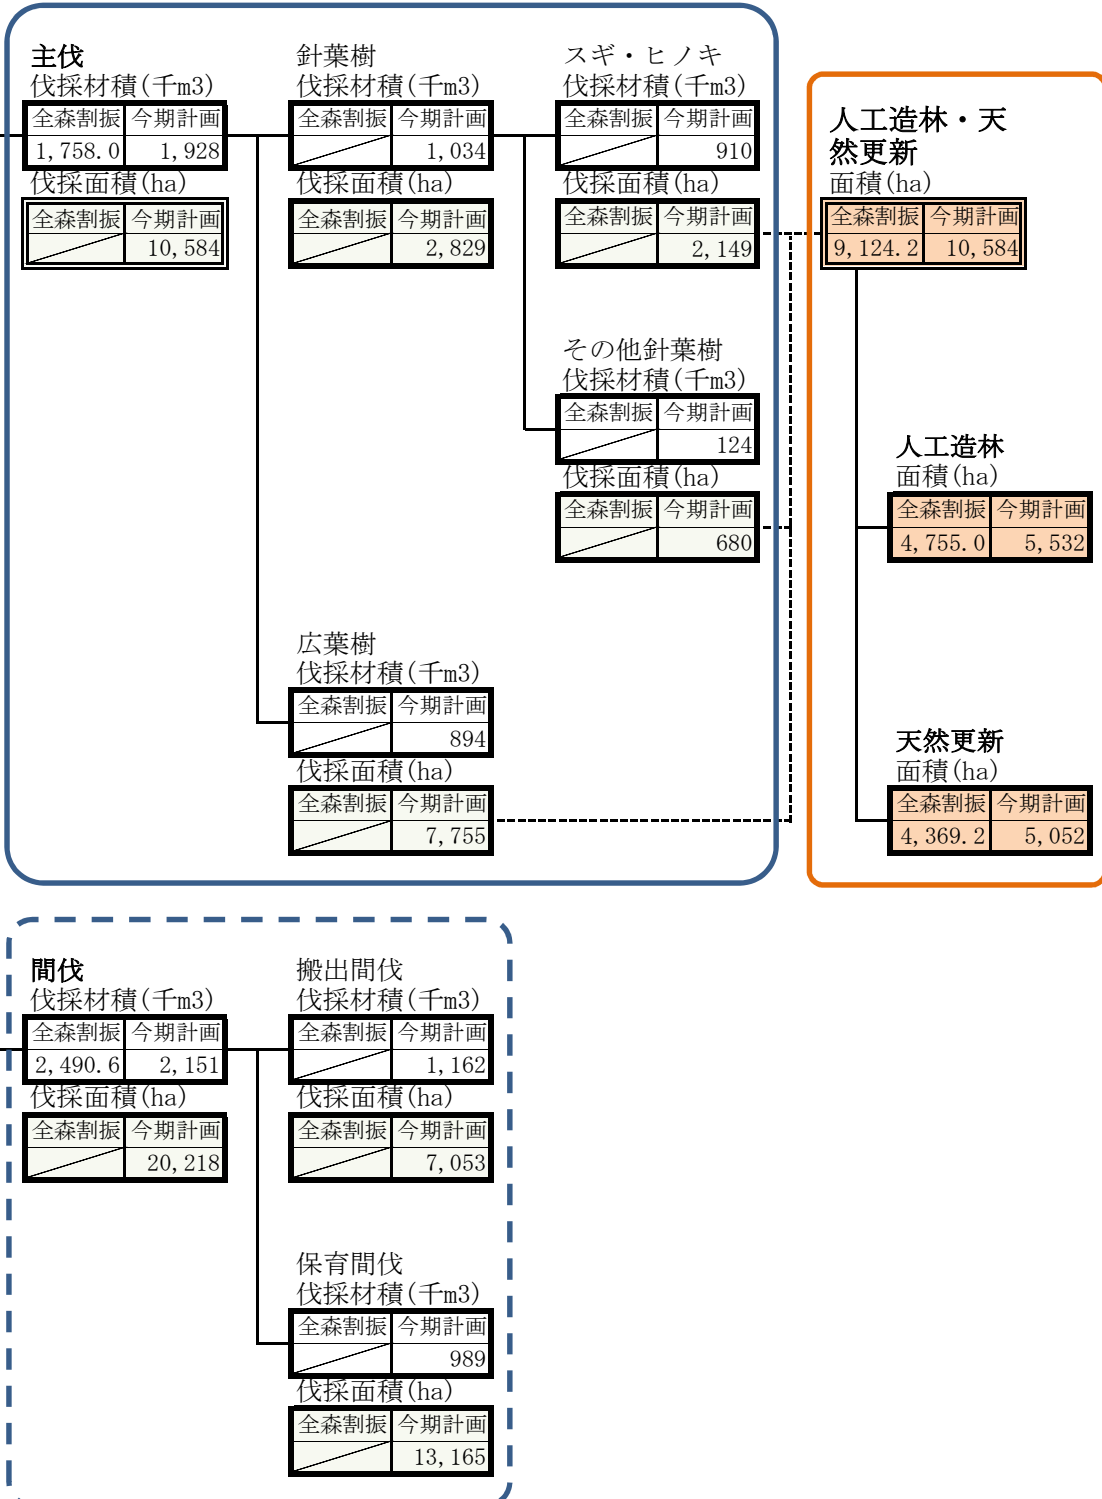 主伐
伐採材積(千m3)
全森割振 今期計画
1,758.0 1,928
伐採面積(ha)
全森割振 今期計画
10,584
針葉樹
伐採材積(千m3)
全森割振 今期計画
1,034
伐採面積(ha)
全森割振 今期計画
2,829
スギ・ヒノキ
伐採材積(千m3)
全森割振 今期計画
910
伐採面積(ha)
全森割振 今期計画
2,149
その他針葉樹
伐採材積(千m3)
全森割振 今期計画
124
伐採面積(ha)
全森割振 今期計画
680
広葉樹
伐採材積(千m3)
全森割振 今期計画
894
伐採面積(ha)
全森割振 今期計画
7,755
人工造林・天
然更新
面積(ha)
全森割振 今期計画
9,124.2 10,584
人工造林
面積(ha)
全森割振 今期計画
4,755.0 5,532
天然更新
面積(ha)
全森割振 今期計画
4,369.2 5,052
間伐
伐採材積(千m3)
全森割振 今期計画
2,490.6 2,151
伐採面積(ha)
全森割振 今期計画
20,218
搬出間伐
伐採材積(千m3)
全森割振 今期計画
1,162
伐採面積(ha)
全森割振 今期計画
7,053
保育間伐
伐採材積(千m3)
全森割振 今期計画
989
伐採面積(ha)
全森割振 今期計画
13,165